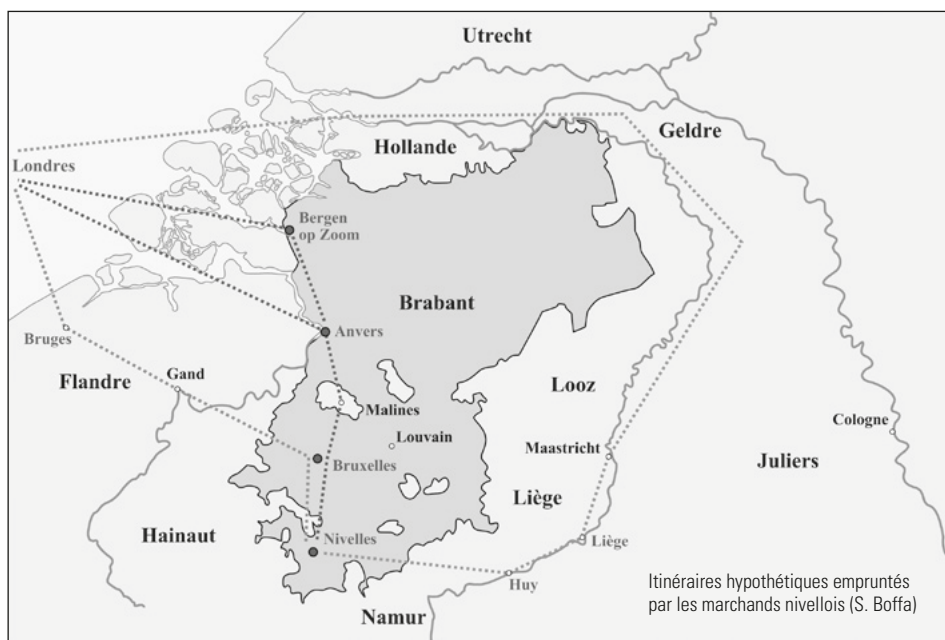 Utrecht
Geldre
Hollande
Londres
Bergen
op Zoom
Brabant
Anvers
Bruges
Flandre
Gand
Looz
Malines
Louvain
Cologne
Maastricht
Bruxelles
Juliers
Liège
Hainaut
Nivelles
Liège
Huy
Namur
Itinéraires hypothétiques empruntés
par les marchands nivellois (S. Boffa)